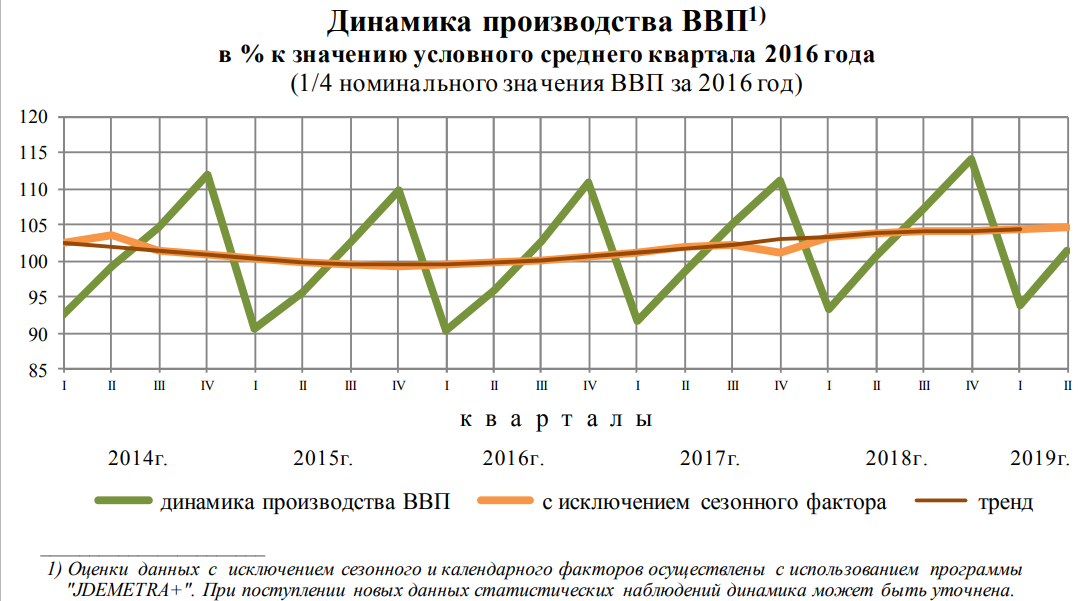 Динамика производства ВВП1)
в % к значению условного среднего квартала 2016 года
(1/4 номинального значения ВВП за 2016 год)
120
115
110
105
100
95
90
85
I II III IV I II III IV I II III IV I II III IV I II III IV I II
кварталы
2014г. 2015г. 2016г. 2017г. 2018г. 2019г.
динамика производства ВВП с исключением сезонного фактора тренд
1) Оценки данных с исключением сезонного и календарного факторов осуществлены с использованием программы
"JDEMETRA+". При поступлении новых данных статистических наблюдений динамика может быть уточнена.